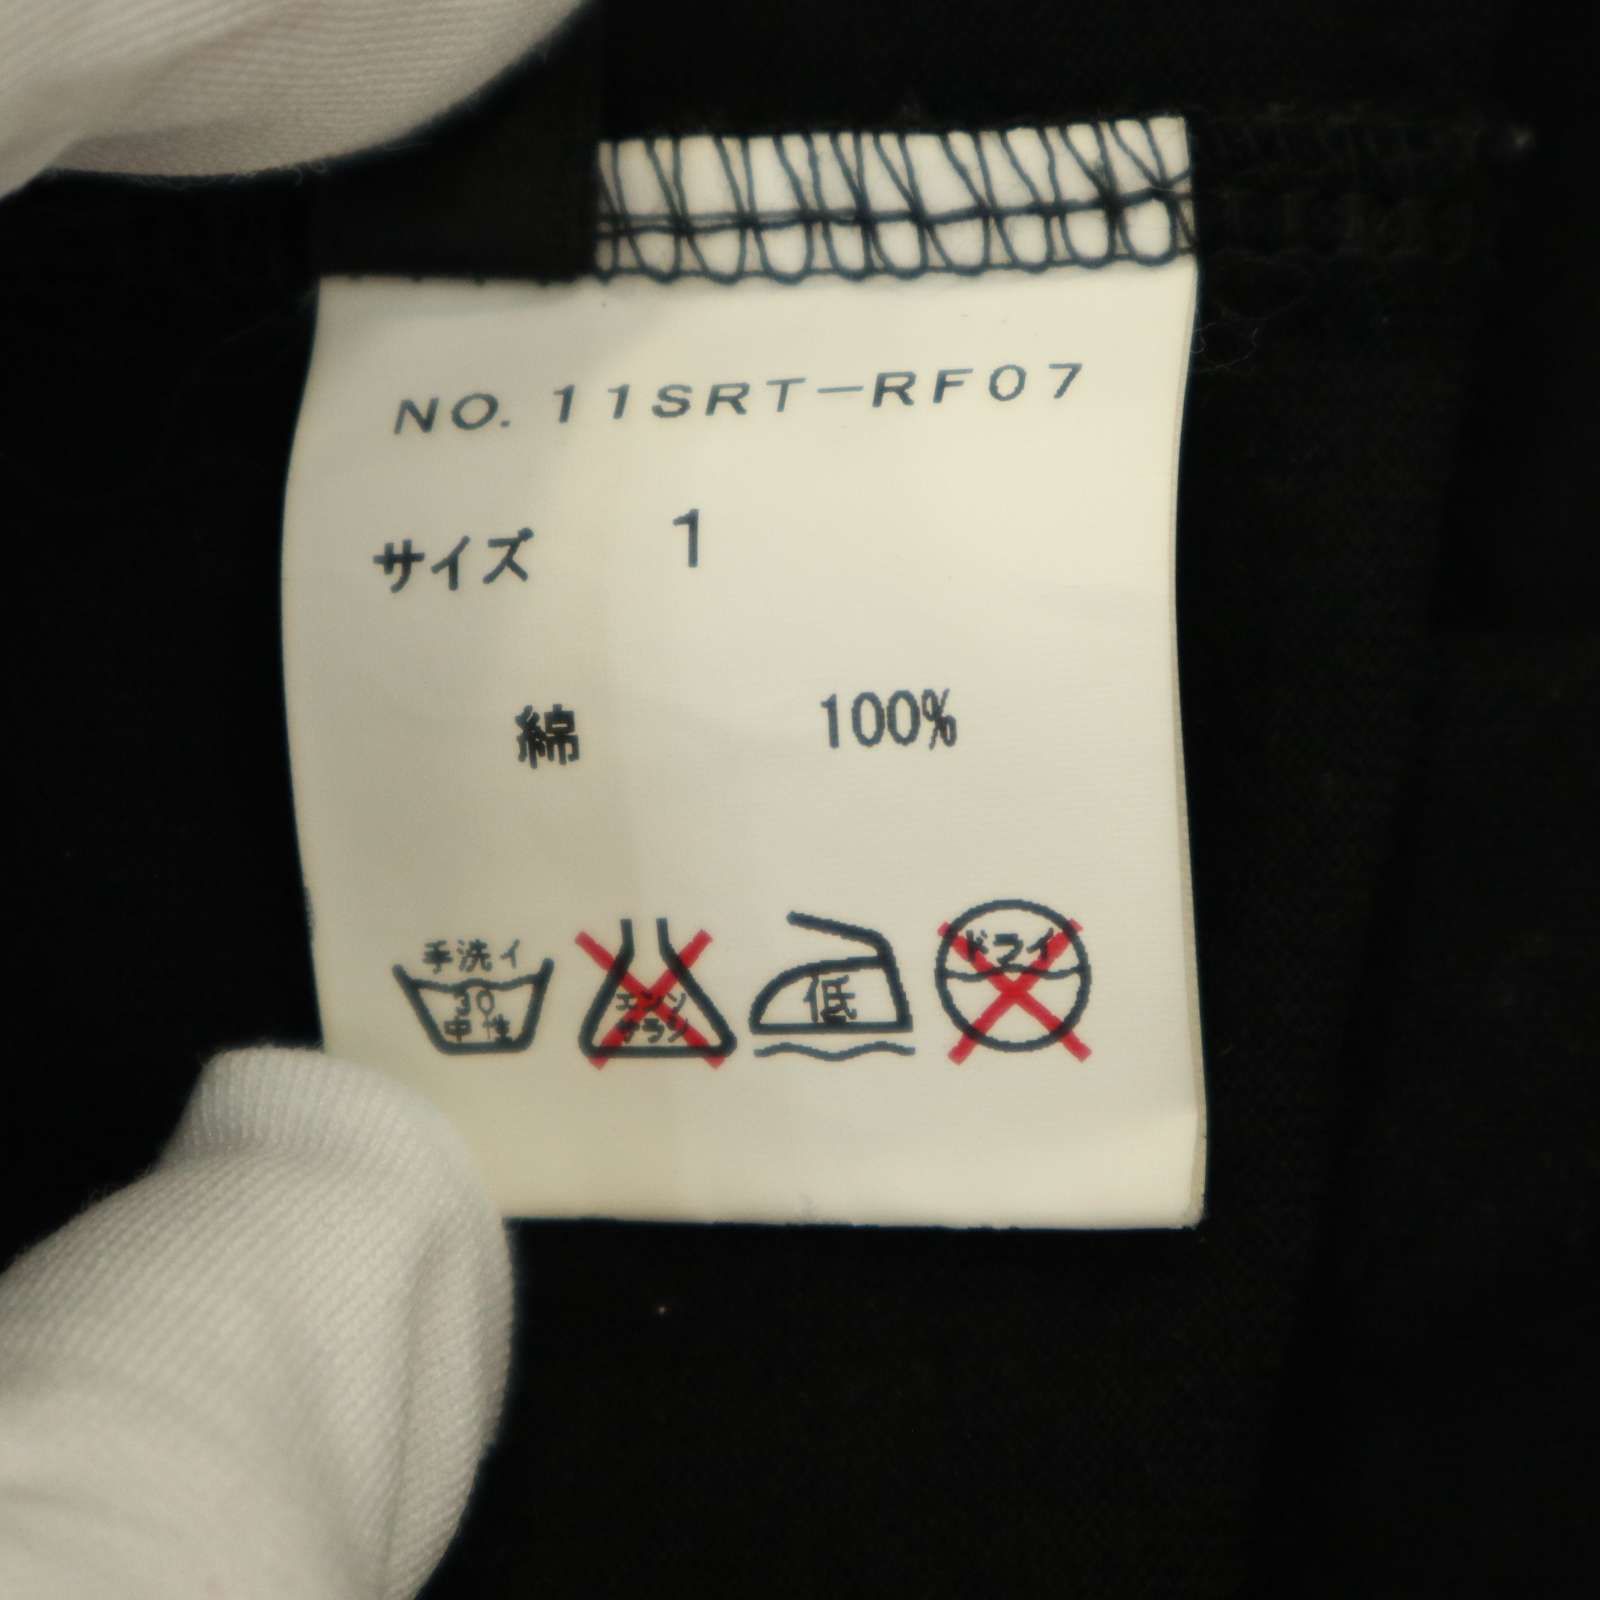 NO.11SRT-RF07
サイズ 1
綿 100%
手洗イ
30
中性
エンソ
サラシ
低
ドライ